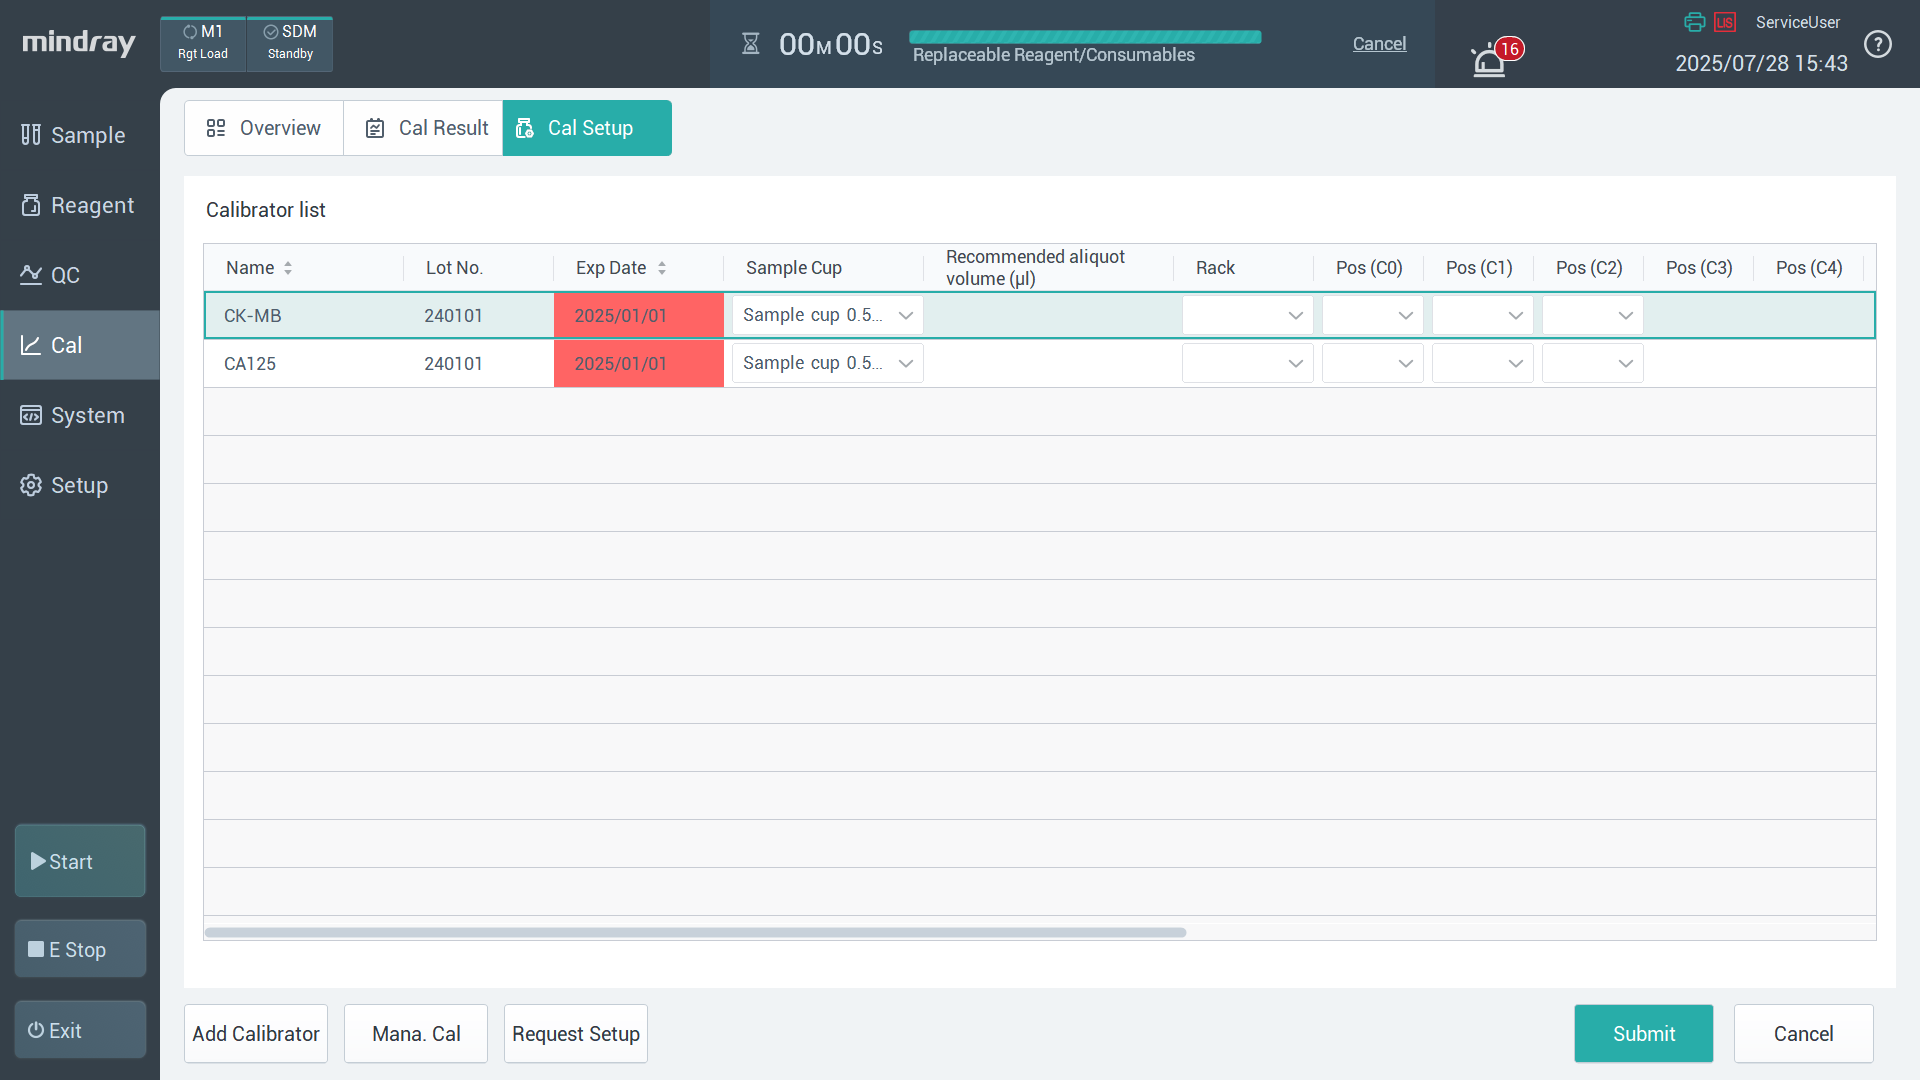 mindray
M1
Rgt Load
SDM
Standby
00M00S
Replaceable Reagent/Consumables
Cancel
16
LIS
ServiceUser
2025/07/28 15:43
?
Sample
Reagent
QC
Cal
System
Setup
Start
E Stop
Exit
Overview
Cal Result
Cal Setup
Calibrator list
Name Lot No. Exp Date Sample Cup Recommended aliquot volume (µl) Rack Pos (C0) Pos (C1) Pos (C2) Pos (C3) Pos (C4)
CK-MB 240101 2025/01/01 Sample cup 0.5...
CA125 240101 2025/01/01 Sample cup 0.5...
Add Calibrator
Mana. Cal
Request Setup
Submit
Cancel